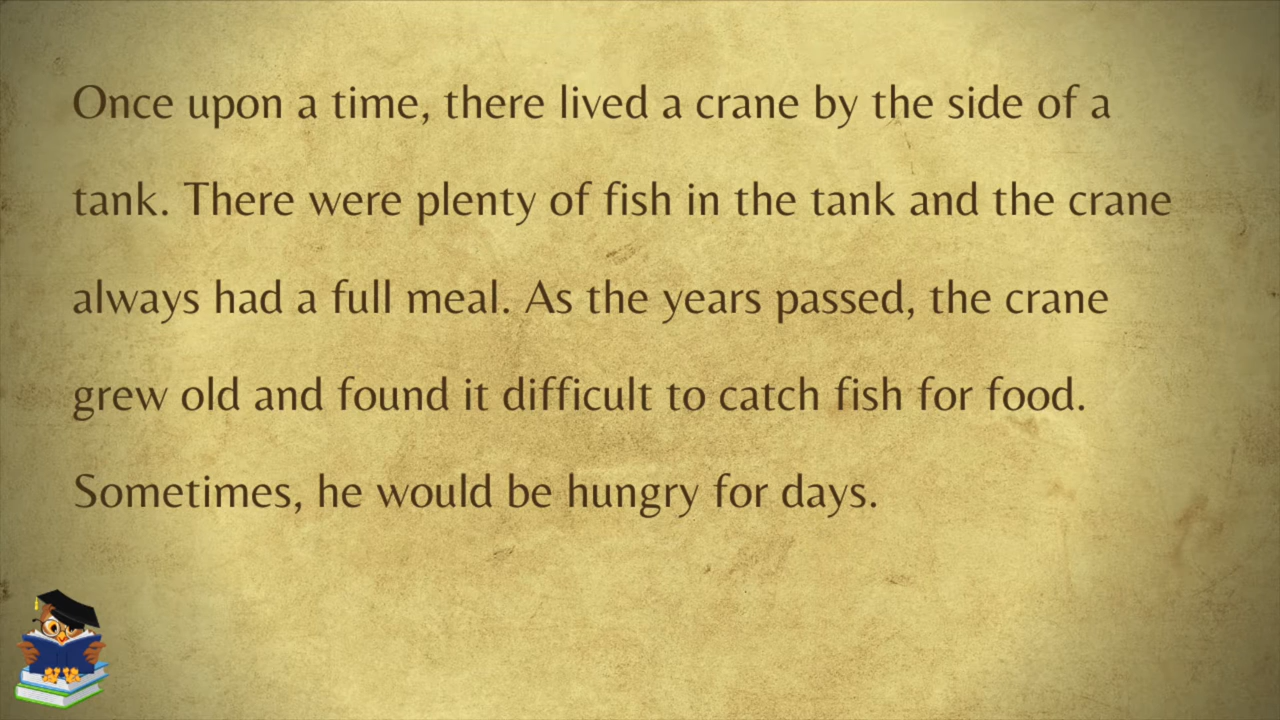 Once upon a time, there lived a crane by the side of a
tank. There were plenty of fish in the tank and the crane
always had a full meal. As the years passed, the crane
grew old and found it difficult to catch fish for food.
Sometimes, he would be hungry for days.